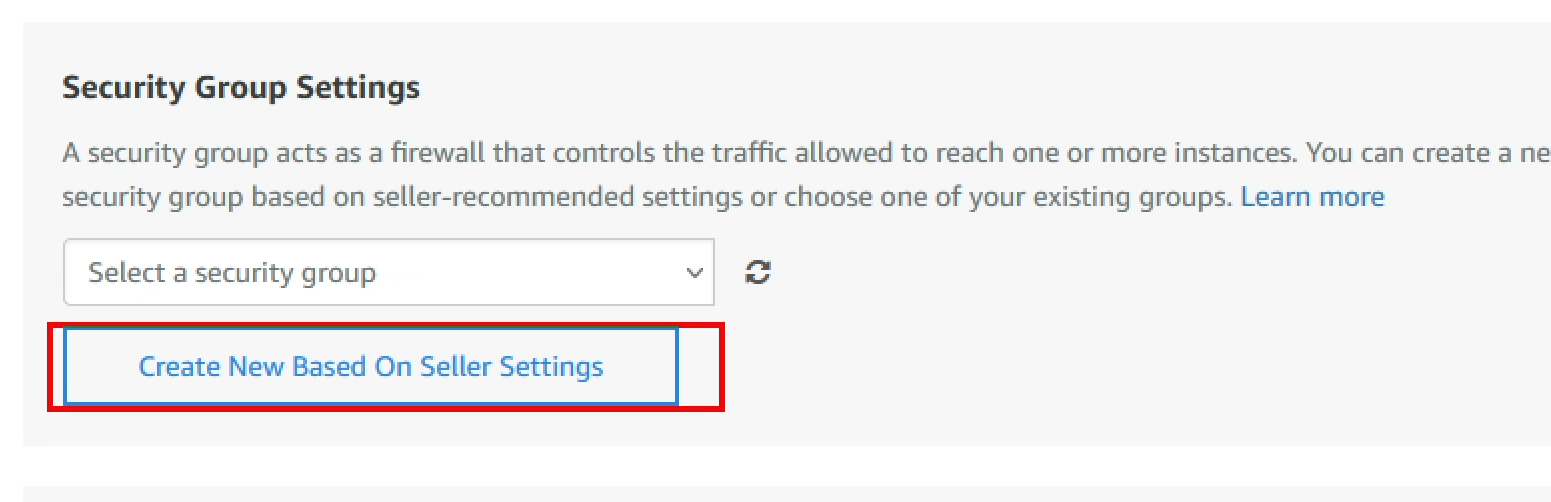 Security Group Settings
A security group acts as a firewall that controls the traffic allowed to reach one or more instances. You can create a ne
security group based on seller-recommended settings or choose one of your existing groups. Learn more
Select a security group
Create New Based On Seller Settings